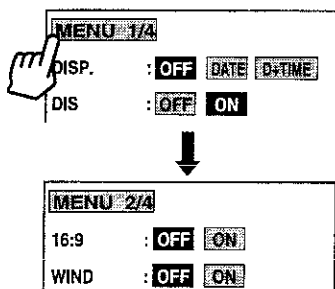 MENU 1/4
DISP. : OFF DATE D+TIME
DIS : OFF ON
MENU 2/4
16:9 : OFF ON
WIND : OFF ON